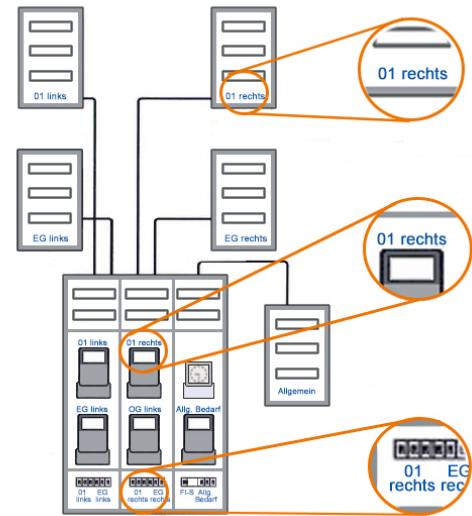 01 links
01 rechts
01 rechts
EG links
EG rechts
01 rechts
01 links
01 rechts
Allgemein
EG links
OG links
Allg. Bedarf
01 EG
links links
01 EG
rechts rechts
FI-S Allg.
Bedarf
01 EG
rechts rec